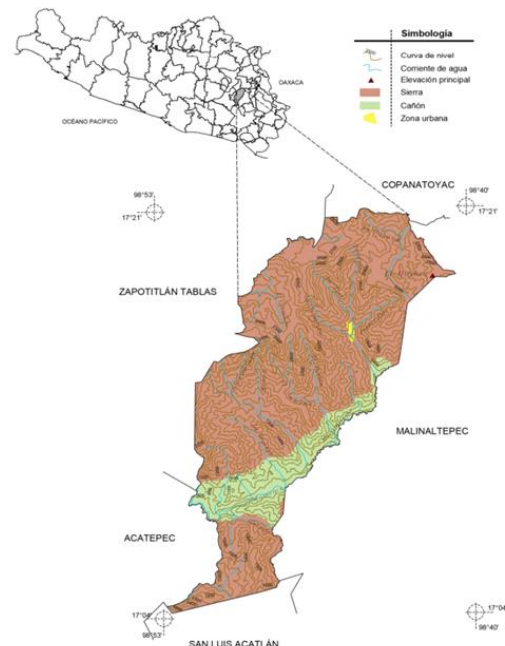 Simbología
Curva de nivel
Corriente de agua
Elevación principal
Sierra
Cañón
Zona urbana
OAXACA
OCÉANO PACÍFICO
COPANATOYAC
98°53'
17°21'
98°40'
17°21'
ZAPOTITLÁN TABLAS
MALINALTEPEC
ACATEPEC
17°04'
98°53'
17°04'
98°40'
SAN LUIS ACATLÁN